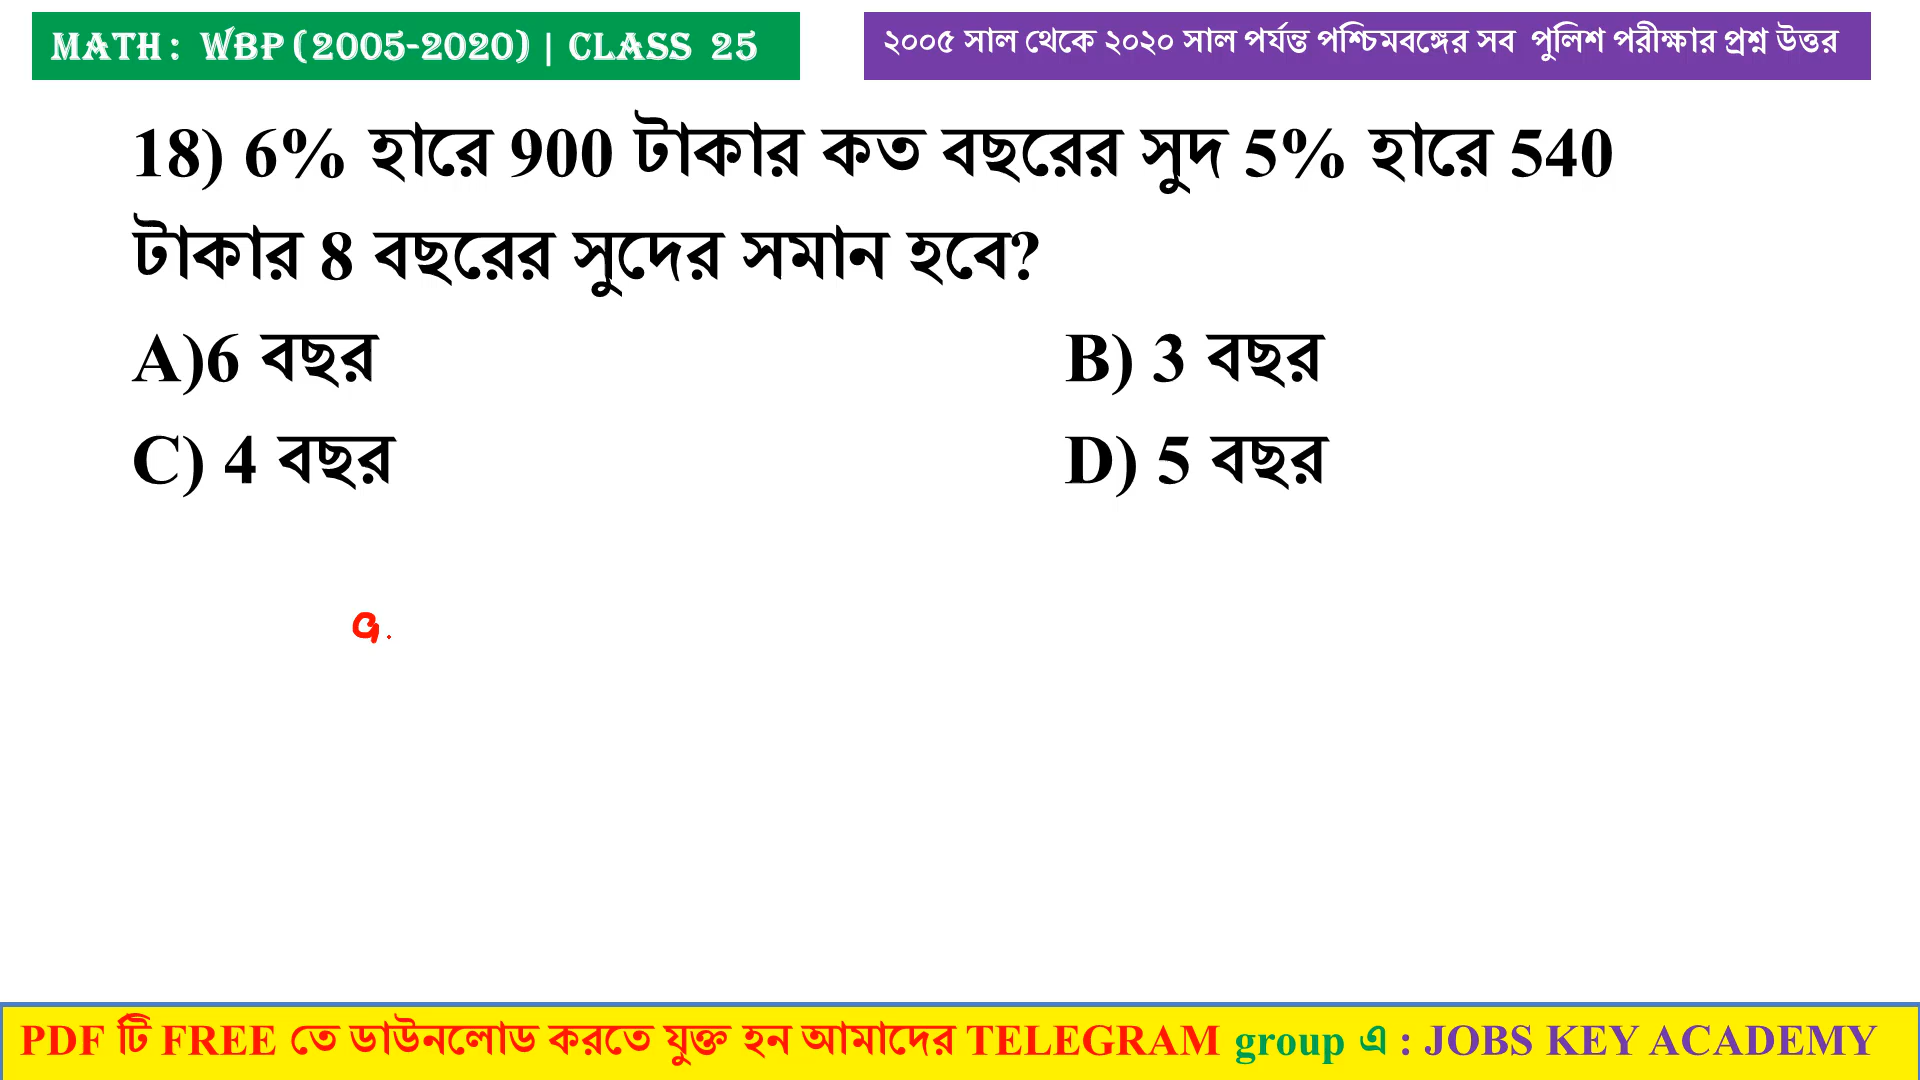 MATH : WBP (2005-2020) | CLASS 25
২০০৫ সাল থেকে ২০২০ সাল পর্যন্ত পশ্চিমবঙ্গের সব পুলিশ পরীক্ষার প্রশ্ন উত্তর
18) 6% হারে 900 টাকার কত বছরের সুদ 5% হারে 540
টাকার 8 বছরের সুদের সমান হবে?
A)6 বছর
B) 3 বছর
C) 4 বছর
D) 5 বছর
PDF টি FREE তে ডাউনলোড করতে যুক্ত হন আমাদের TELEGRAM group এ : JOBS KEY ACADEMY